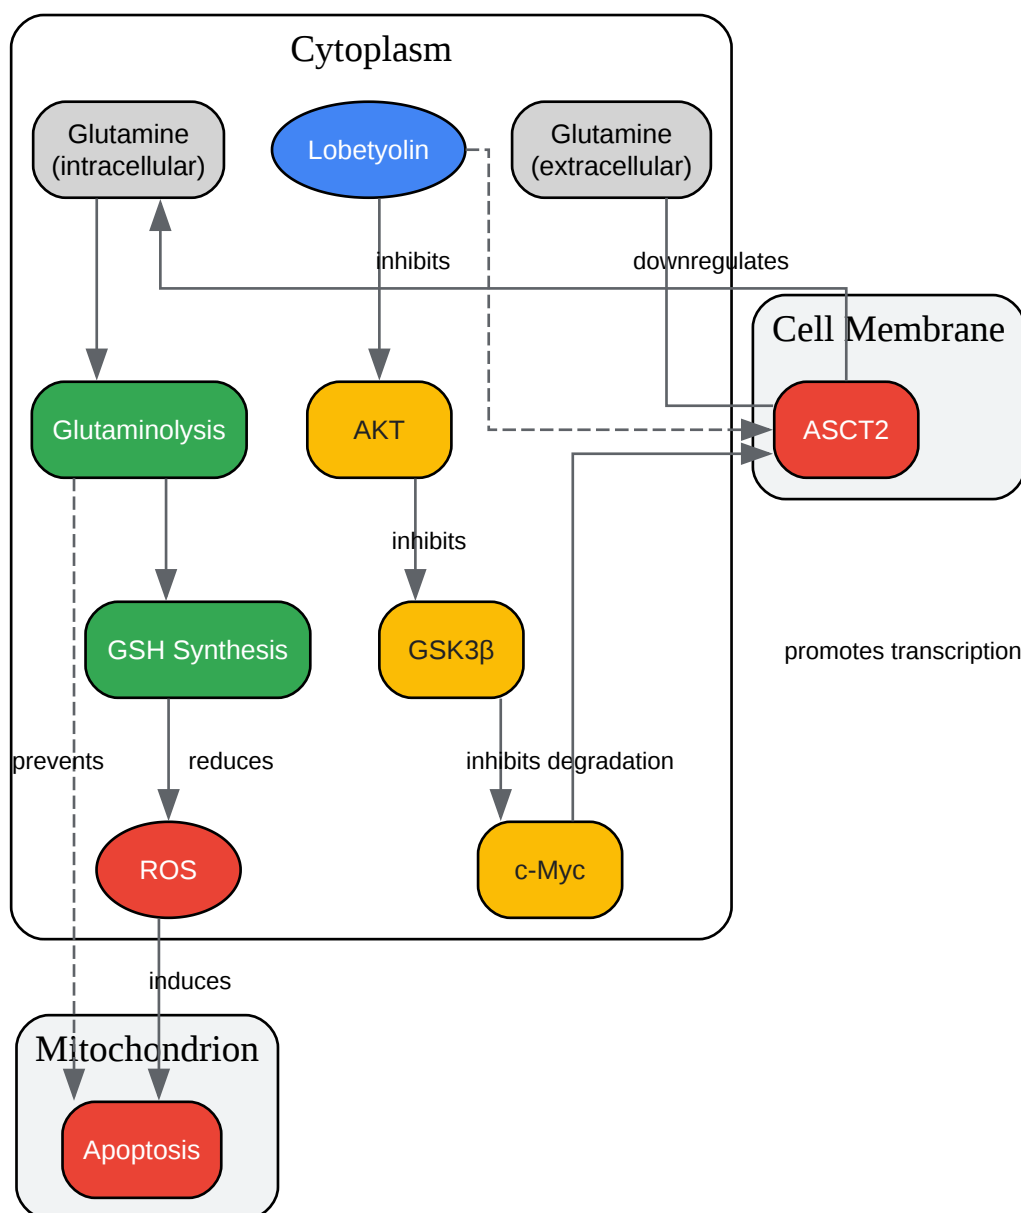 Cytoplasm
Glutamine
(intracellular)
Lobetyolin
Glutamine
(extracellular)
inhibits
downregulates
Cell Membrane
Glutaminolysis
AKT
ASCT2
inhibits
GSH Synthesis
GSK3β
promotes transcription
prevents
reduces
inhibits degradation
ROS
c-Myc
induces
Mitochondrion
Apoptosis